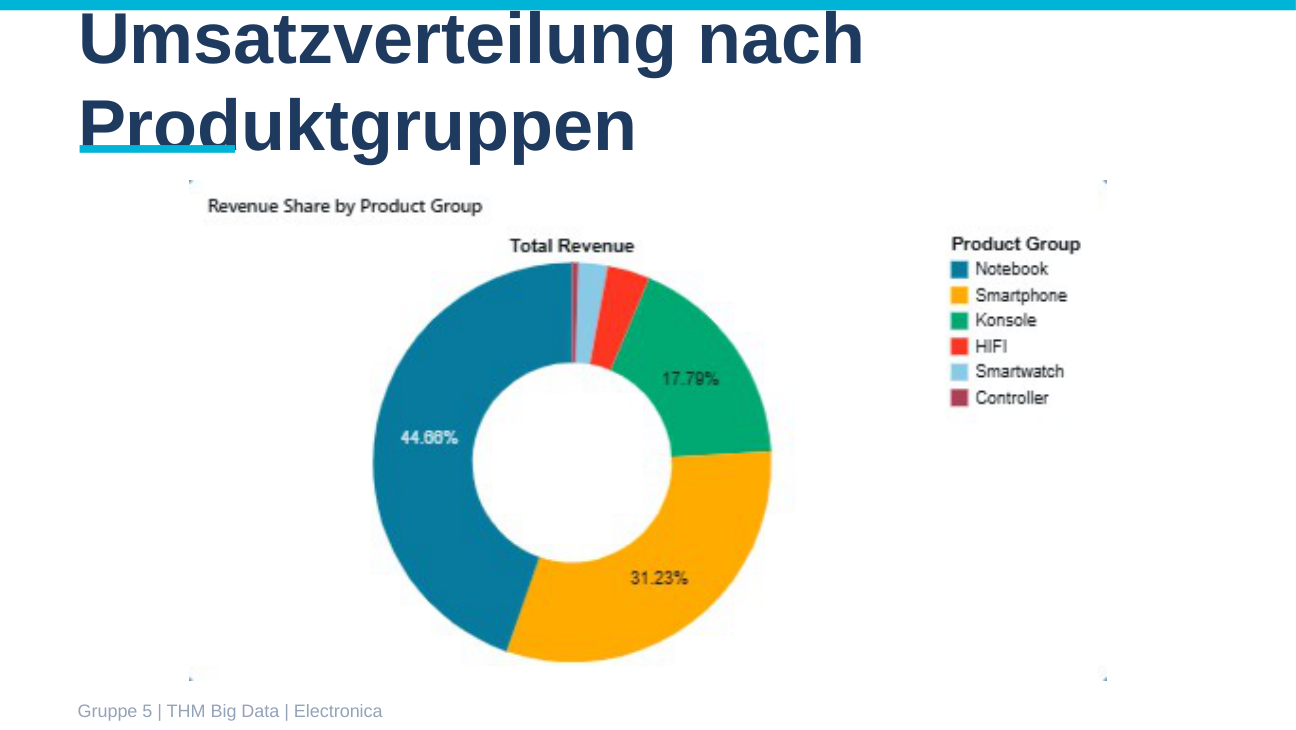 Umsatzverteilung nach
Produktgruppen
Revenue Share by Product Group
Total Revenue
Product Group
Notebook
Smartphone
Konsole
HIFI
Smartwatch
Controller
17.79%
44.66%
31.23%
Gruppe 5 | THM Big Data | Electronica